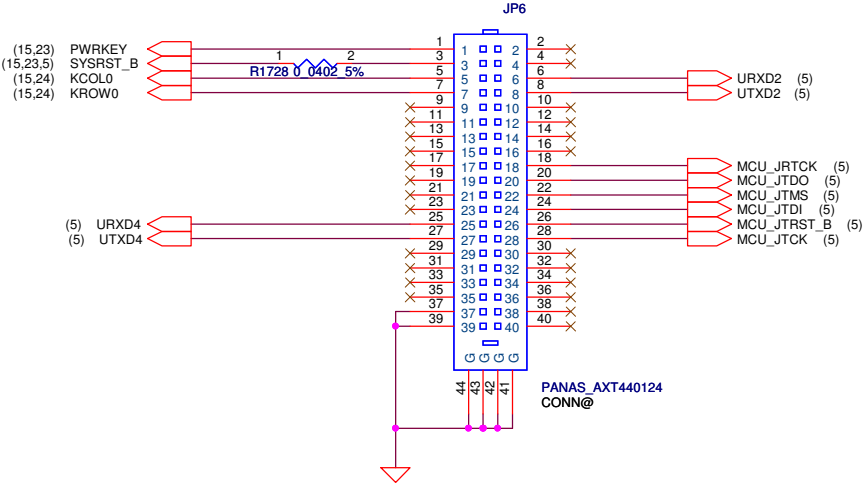 JP6
(15,23) PWRKEY 1 1 2 2
(15,23,5) SYSRST_B 1 2 3 3 4 4
R1728 0_0402_5%
(15,24) KCOL0 5 5 6 6 URXD2 (5)
(15,24) KROW0 7 7 8 8 UTXD2 (5)
9 9 10 10
11 11 12 12
13 13 14 14
15 15 16 16
17 17 18 18 MCU_JRTCK (5)
19 19 20 20 MCU_JTDO (5)
21 21 22 22 MCU_JTMS (5)
23 23 24 24 MCU_JTDI (5)
(5) URXD4 25 25 26 26 MCU_JTRST_B (5)
(5) UTXD4 27 27 28 28 MCU_JTCK (5)
29 29 30 30
31 31 32 32
33 33 34 34
35 35 36 36
37 37 38 38
39 39 40 40
G G G G
44 43 42 41
PANAS_AXT440124
CONN@